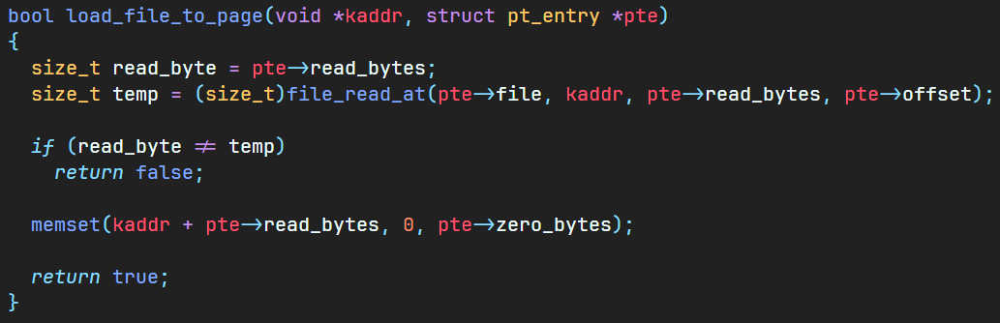 bool load_file_to_page(void *kaddr, struct pt_entry *pte)
{
  size_t read_byte = pte->read_bytes;
  size_t temp = (size_t)file_read_at(pte->file, kaddr, pte->read_bytes, pte->offset);

  if (read_byte != temp)
    return false;

  memset(kaddr + pte->read_bytes, 0, pte->zero_bytes);

  return true;
}